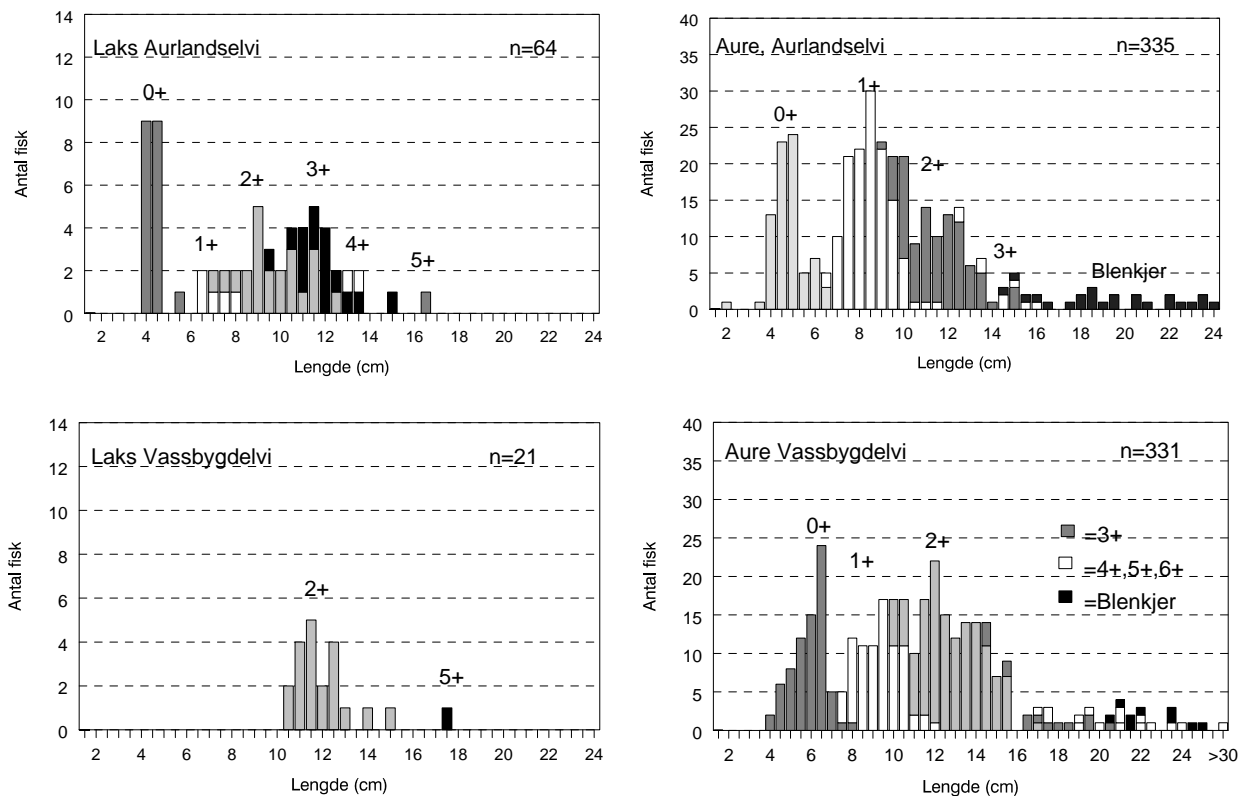 Laks Aurlandselvi n=64
Antal fisk
14
12
10
8
6
4
2
0
0+
1+
2+
3+
4+
5+
2 4 6 8 10 12 14 16 18 20 22 24
Lengde (cm)
Aure, Aurlandselvi n=335
Antal fisk
40
35
30
25
20
15
10
5
0
0+
1+
2+
3+
Blenkjer
2 4 6 8 10 12 14 16 18 20 22 24
Lengde (cm)
Laks Vassbygdelvi n=21
Antal fisk
14
12
10
8
6
4
2
0
2+
5+
2 4 6 8 10 12 14 16 18 20 22 24
Lengde (cm)
Aure Vassbygdelvi n=331
Antal fisk
40
35
30
25
20
15
10
5
0
0+
1+
2+
=3+
=4+,5+,6+
=Blenkjer
2 4 6 8 10 12 14 16 18 20 22 24 >30
Lengde (cm)